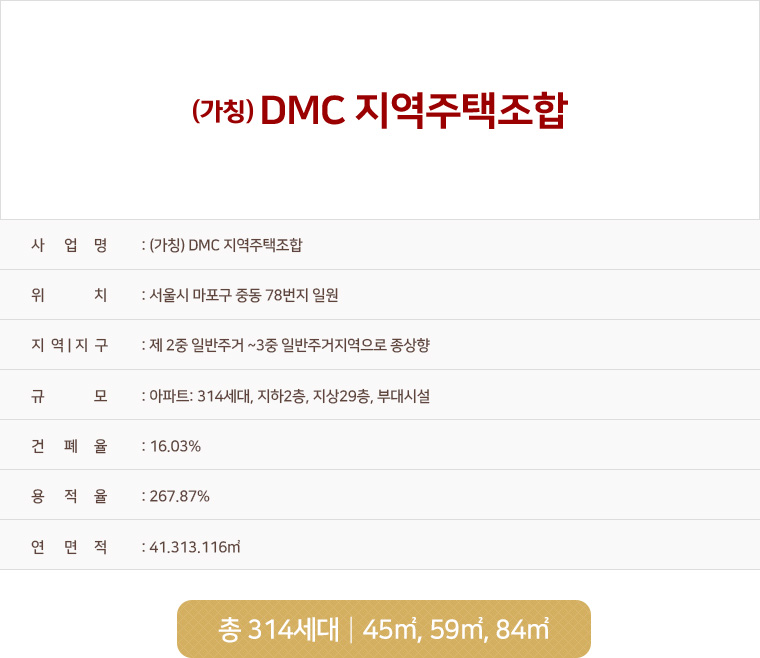 (가칭) DMC 지역주택조합
사 업 명 : (가칭) DMC 지역주택조합
위 치 : 서울시 마포구 중동 78번지 일원
지 역 | 지 구 : 제 2중 일반주거 ~3중 일반주거지역으로 종상향
규 모 : 아파트: 314세대, 지하2층, 지상29층, 부대시설
건 폐 율 : 16.03%
용 적 율 : 267.87%
연 면 적 : 41.313.116㎡
총 314세대 | 45㎡, 59㎡, 84㎡